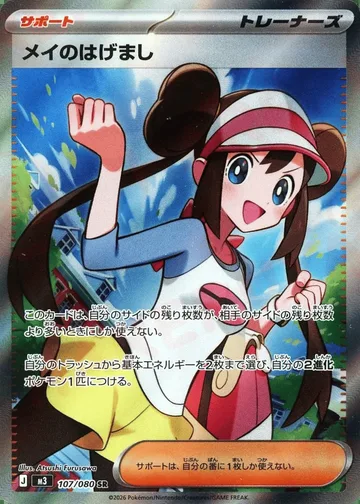 サポート
トレーナーズ
メイのはげまし
このカードは、自分のサイドの残り枚数が、相手のサイドの残り枚数
より多いときにしか使えない。
自分のトラッシュから基本エネルギーを2枚まで選び、自分の2進化
ポケモン1匹につける。
Illus. Atsushi Furusawa
J M3 107/080 SR
サポートは、自分の番に1枚しか使えない。
©2026 Pokémon/Nintendo/Creatures/GAME FREAK.